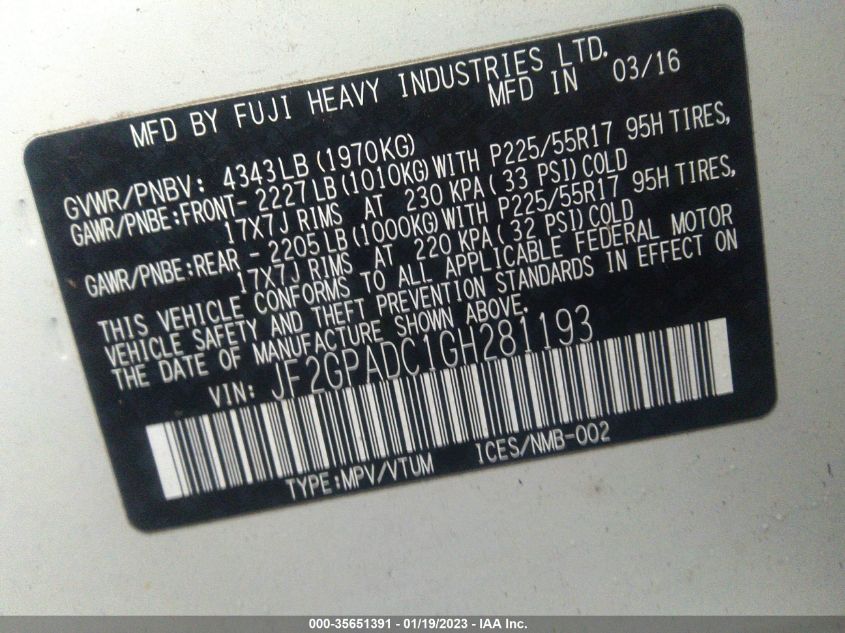 MFD BY FUJI HEAVY INDUSTRIES LTD.
MFD IN 03/16
GVWR/PNBV: 4343LB(1970KG)
GAWR/PNBE:FRONT- 2227LB(1010KG)WITH P225/55R17 95H TIRES,
17X7J RIMS AT 230 KPA( 33 PSI)COLD
GAWR/PNBE:REAR - 2205LB(1000KG)WITH P225/55R17 95H TIRES,
17X7J RIMS AT 220 KPA( 32 PSI)COLD
THIS VEHICLE CONFORMS TO ALL APPLICABLE FEDERAL MOTOR
VEHICLE SAFETY AND THEFT PREVENTION STANDARDS IN EFFECT ON
THE DATE OF MANUFACTURE SHOWN ABOVE.
VIN: JF2GPADC1GH281193
TYPE:MPV/VTUM ICES/NMB-002
000-35651391 - 01/19/2023 - IAA Inc.